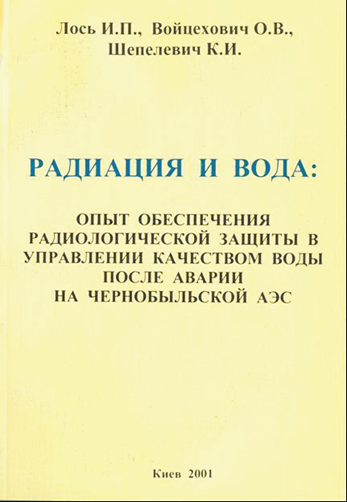 Лось И.П., Войцехович О.В.,
Шепелевич К.И.
РАДИАЦИЯ И ВОДА:
ОПЫТ ОБЕСПЕЧЕНИЯ
РАДИОЛОГИЧЕСКОЙ ЗАЩИТЫ В
УПРАВЛЕНИИ КАЧЕСТВОМ ВОДЫ
ПОСЛЕ АВАРИИ
НА ЧЕРНОБЫЛЬСКОЙ АЭС
Киев 2001